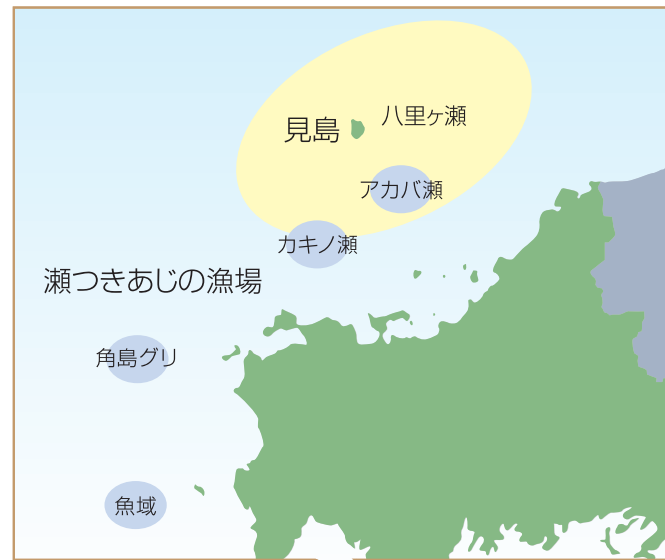 八里ヶ瀬
見島
アカバ瀬
カキノ瀬
瀬つきあじの漁場
角島グリ
魚域